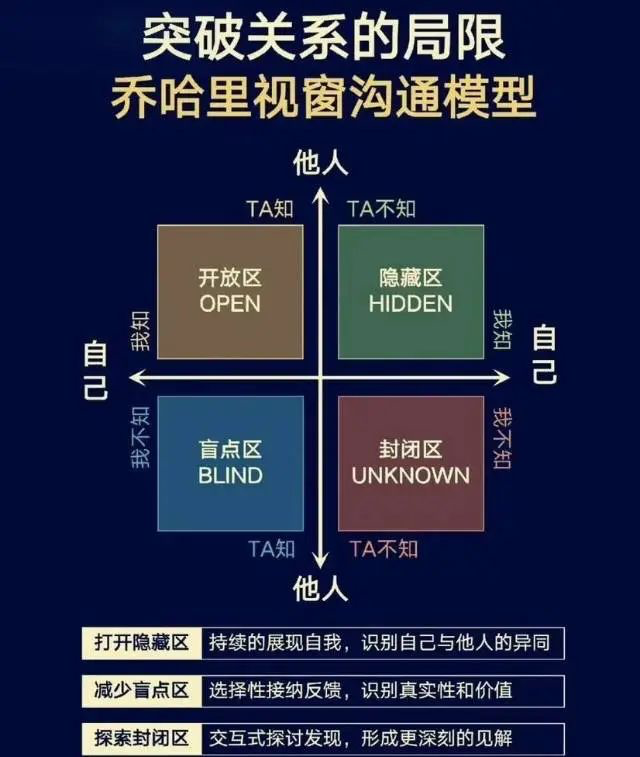 突破关系的局限
乔哈里视窗沟通模型
他人
TA知
TA不知
开放区
OPEN
隐藏区
HIDDEN
我知
我知
自己
自己
我不知
我不知
盲点区
BLIND
封闭区
UNKNOWN
TA知
TA不知
他人
打开隐藏区 持续的展现自我，识别自己与他人的异同
减少盲点区 选择性接纳反馈，识别真实性和价值
探索封闭区 交互式探讨发现，形成更深刻的见解